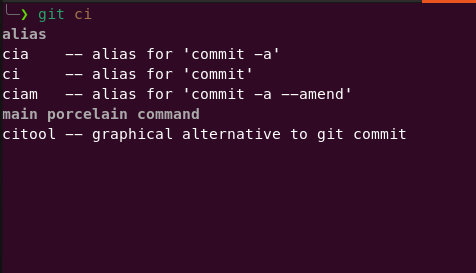 ╰─❯ git ci
alias
cia    -- alias for 'commit -a'
ci     -- alias for 'commit'
ciam   -- alias for 'commit -a --amend'
main porcelain command
citool -- graphical alternative to git commit